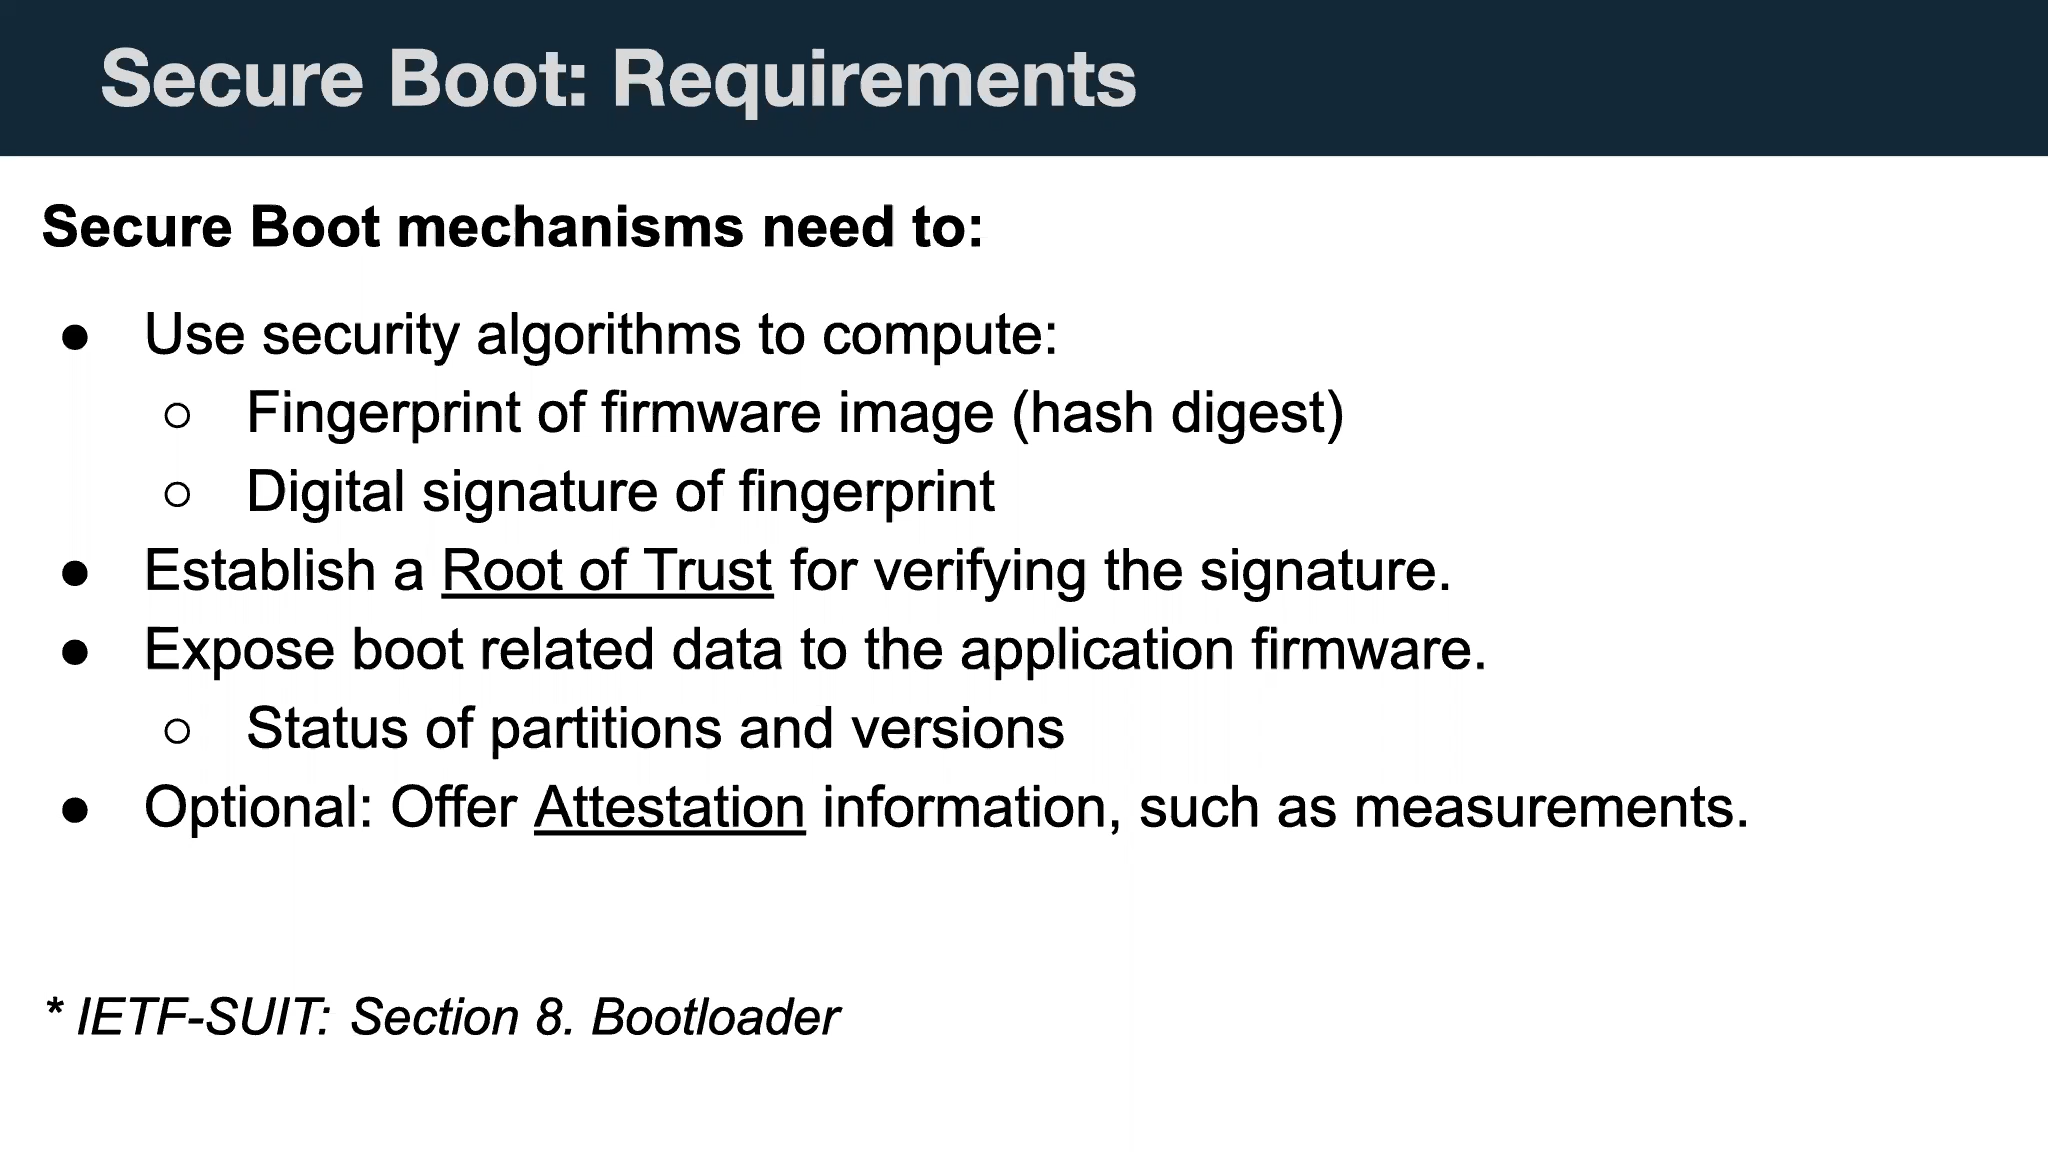 Secure Boot: Requirements
Secure Boot mechanisms need to:
● Use security algorithms to compute:
○ Fingerprint of firmware image (hash digest)
○ Digital signature of fingerprint
● Establish a Root of Trust for verifying the signature.
● Expose boot related data to the application firmware.
○ Status of partitions and versions
● Optional: Offer Attestation information, such as measurements.
* IETF-SUIT: Section 8. Bootloader